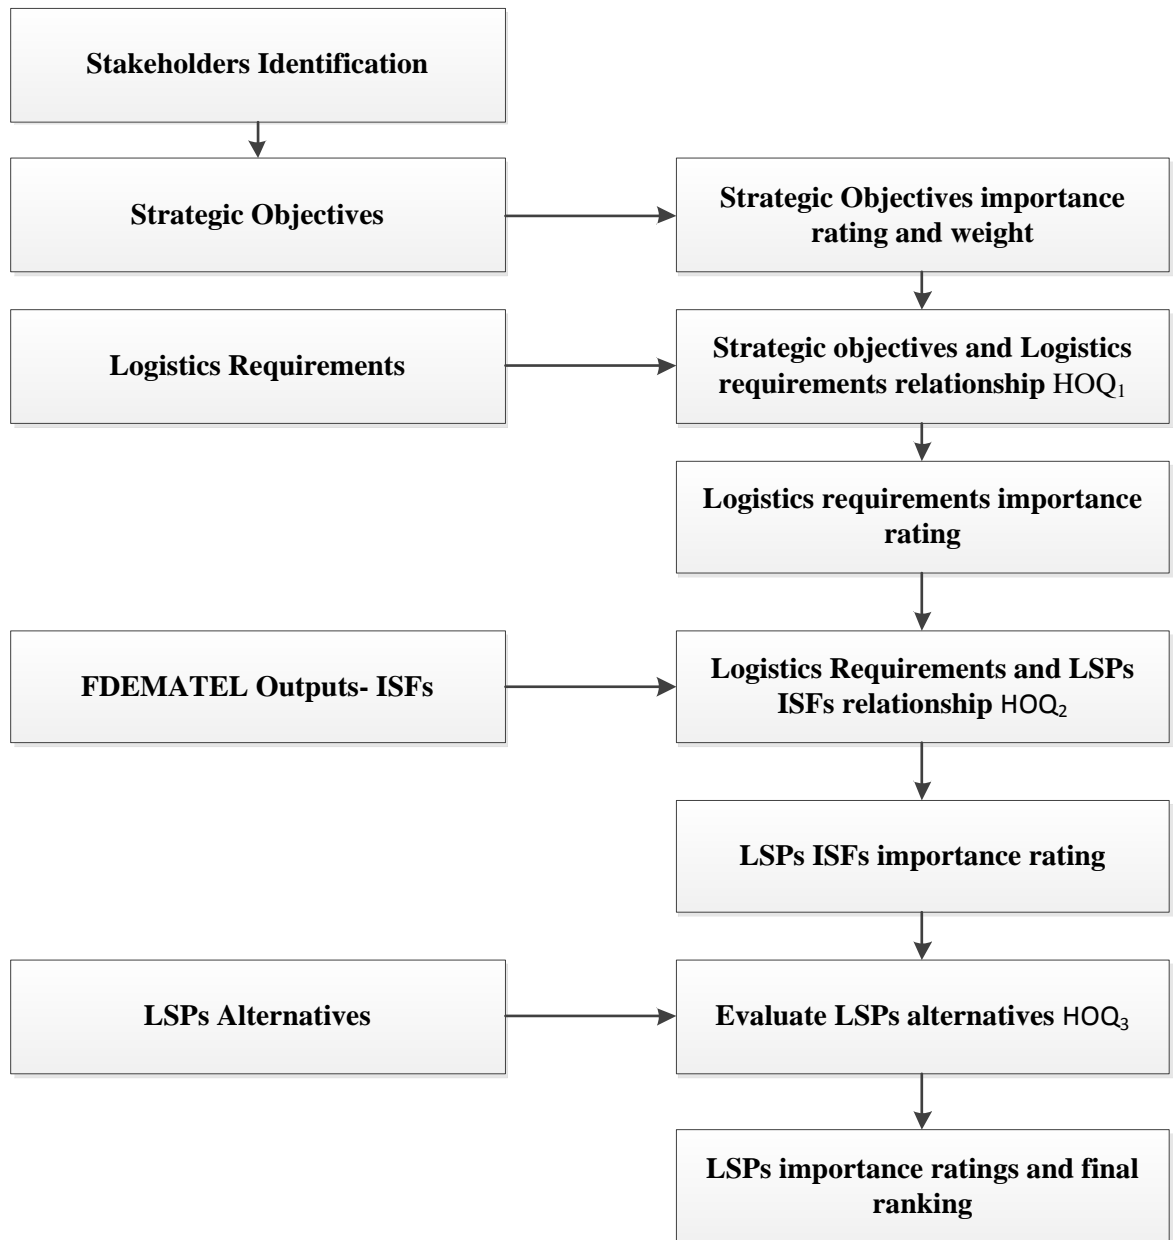 Stakeholders Identification
Strategic Objectives
Strategic Objectives importance
rating and weight
Logistics Requirements
Strategic objectives and Logistics
requirements relationship HOQ₁
Logistics requirements importance
rating
FDEMATEL Outputs- ISFs
Logistics Requirements and LSPs
ISFs relationship HOQ₂
LSPs ISFs importance rating
LSPs Alternatives
Evaluate LSPs alternatives HOQ₃
LSPs importance ratings and final
ranking